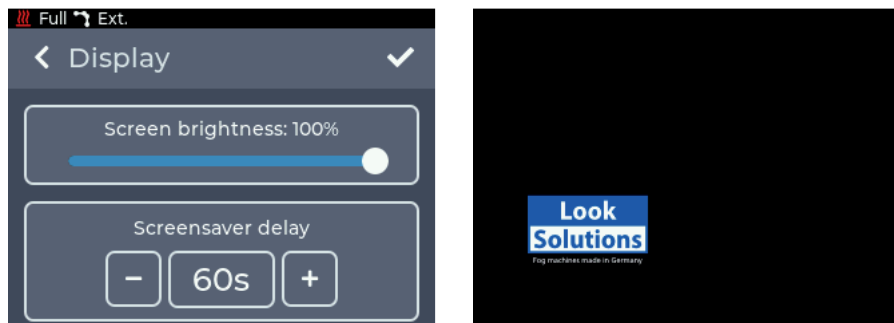 Full Ext.
Display
Screen brightness: 100%
Screensaver delay
− 60s +
Look
Solutions
Fog machines made in Germany